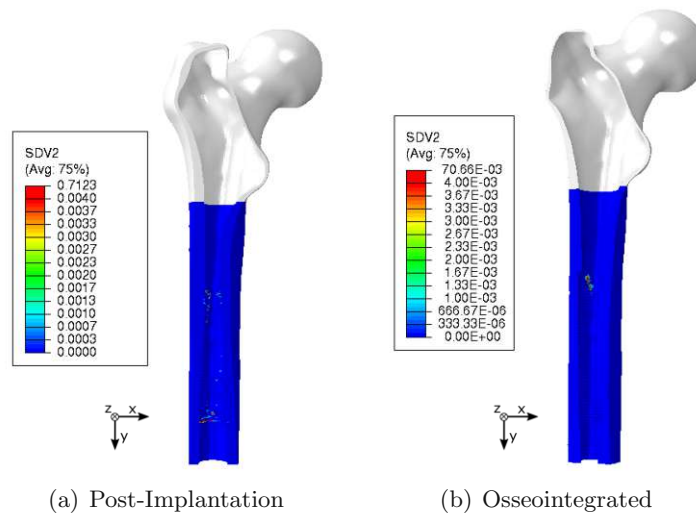 SDV2
(Avg: 75%)
0.7123
0.0040
0.0037
0.0033
0.0030
0.0027
0.0023
0.0020
0.0017
0.0013
0.0010
0.0007
0.0003
0.0000
z x
y
(a) Post-Implantation
SDV2
(Avg: 75%)
70.66E-03
4.00E-03
3.67E-03
3.33E-03
3.00E-03
2.67E-03
2.33E-03
2.00E-03
1.67E-03
1.33E-03
1.00E-03
666.67E-06
333.33E-06
0.00E+00
z x
y
(b) Osseointegrated